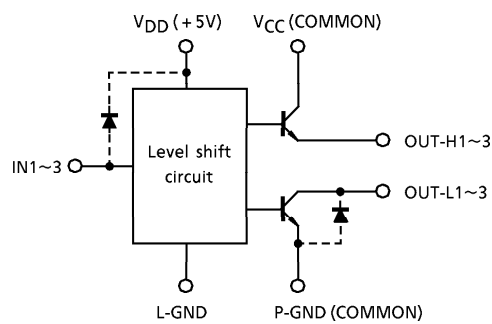 VDD (+5V)
VCC (COMMON)
Level shift
circuit
IN1~3
OUT-H1~3
OUT-L1~3
L-GND
P-GND (COMMON)